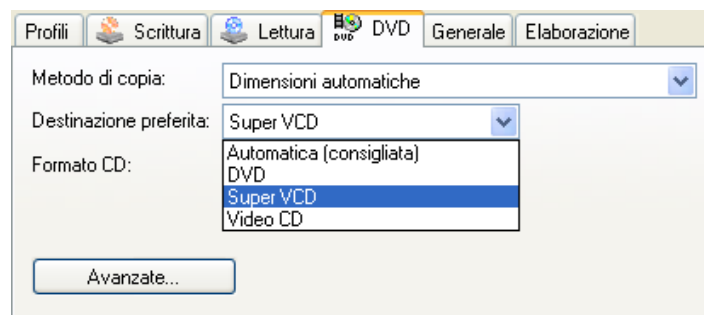 Profili Scrittura Lettura DVD DVD Generale Elaborazione
Metodo di copia: Dimensioni automatiche
Destinazione preferita: Super VCD
Automatica (consigliata)
Formato CD:
DVD
Super VCD
Video CD
Avanzate...